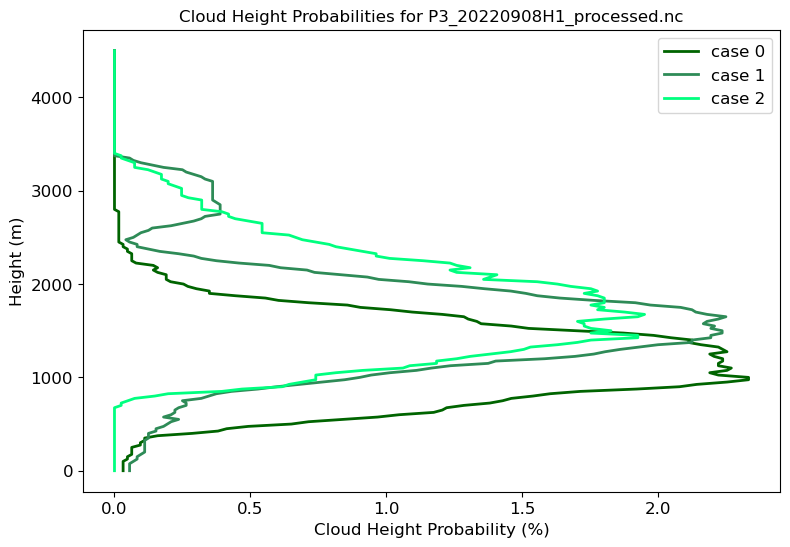 Cloud Height Probabilities for P3_20220908H1_processed.nc
case 0
case 1
case 2
4000
3000
2000
1000
0
Height (m)
0.0 0.5 1.0 1.5 2.0
Cloud Height Probability (%)